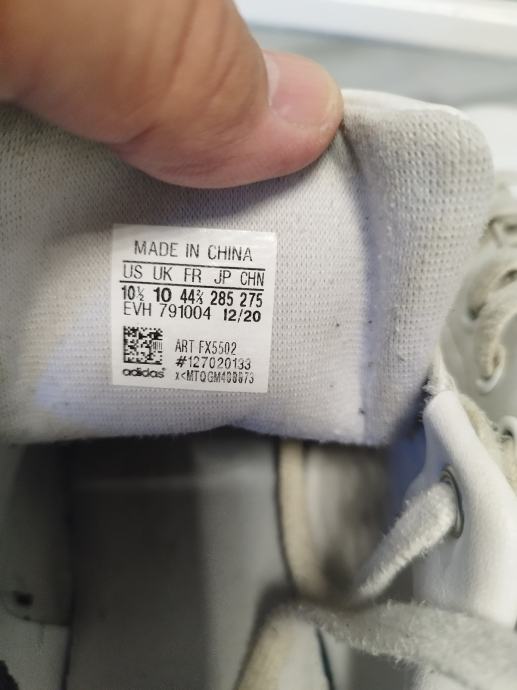 MADE IN CHINA
US UK FR JP CHN
10½ 10 44⅔ 285 275
EVH 791004 12/20
ART FX5502
#127020133
adidas